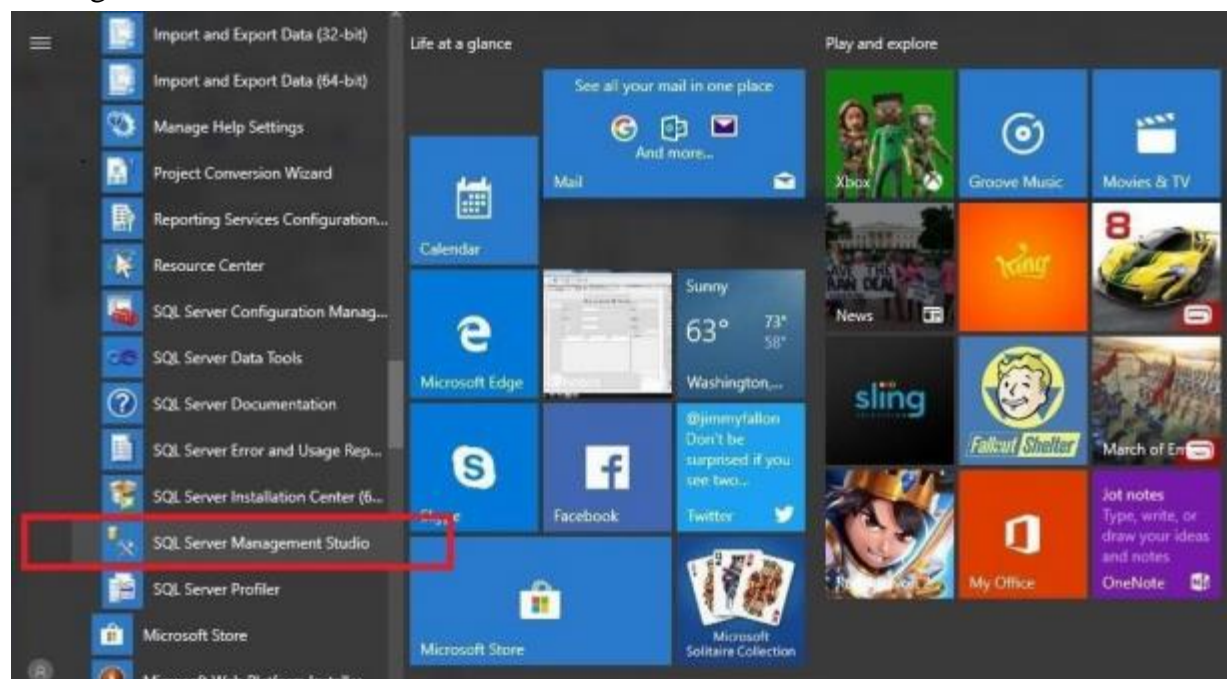 Import and Export Data (32-bit)
Import and Export Data (64-bit)
Manage Help Settings
Project Conversion Wizard
Reporting Services Configuration...
Resource Center
SQL Server Configuration Manag...
SQL Server Data Tools
SQL Server Documentation
SQL Server Error and Usage Rep...
SQL Server Installation Center (6...
SQL Server Management Studio
SQL Server Profiler
Microsoft Store
Life at a glance
See all your mail in one place
And more...
Mail
Calendar
Microsoft Edge
Sunny
63°
73°
58°
Washington,...
Skype
Facebook
@jimmyfallon
Don't be
surprised if you
see two...
Twitter
Microsoft Store
Microsoft
Solitaire Collection
Play and explore
Xbox
Groove Music
Movies & TV
News
King
8
sling
Fallout Shelter
March of Em
My Office
Jot notes
Type, write, or
draw your ideas
and notes
OneNote